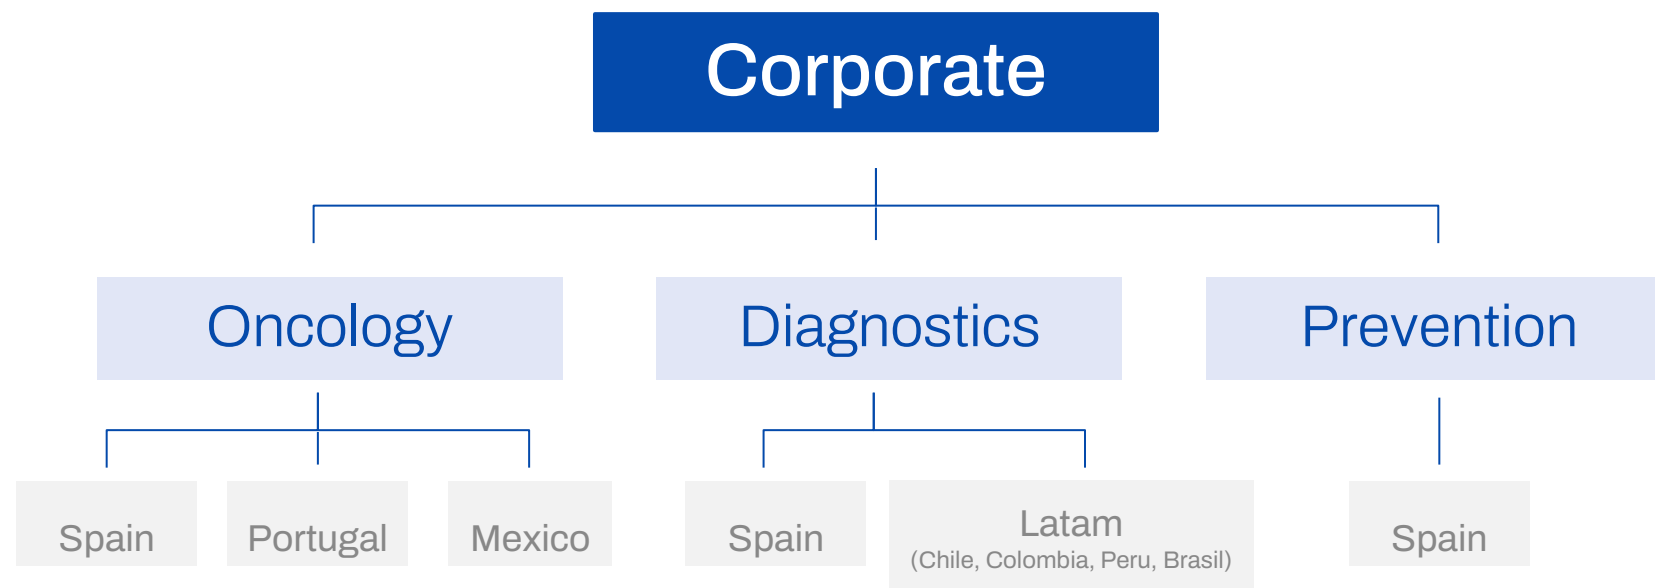 Corporate
Oncology
Diagnostics
Prevention
Spain
Portugal
Mexico
Spain
Latam
(Chile, Colombia, Peru, Brasil)
Spain